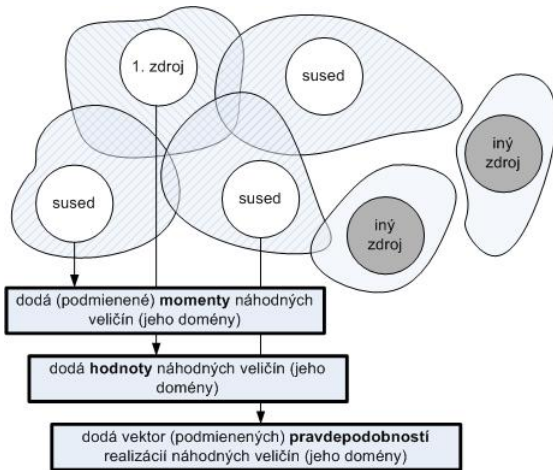 1. zdroj
sused
iný
zdroj
sused
sused
iný
zdroj
dodá (podmienené) momenty náhodných
veličín (jeho domény)
dodá hodnoty náhodných veličín (jeho
domény)
dodá vektor (podmienených) pravdepodobností
realizácií náhodných veličín (jeho domény)